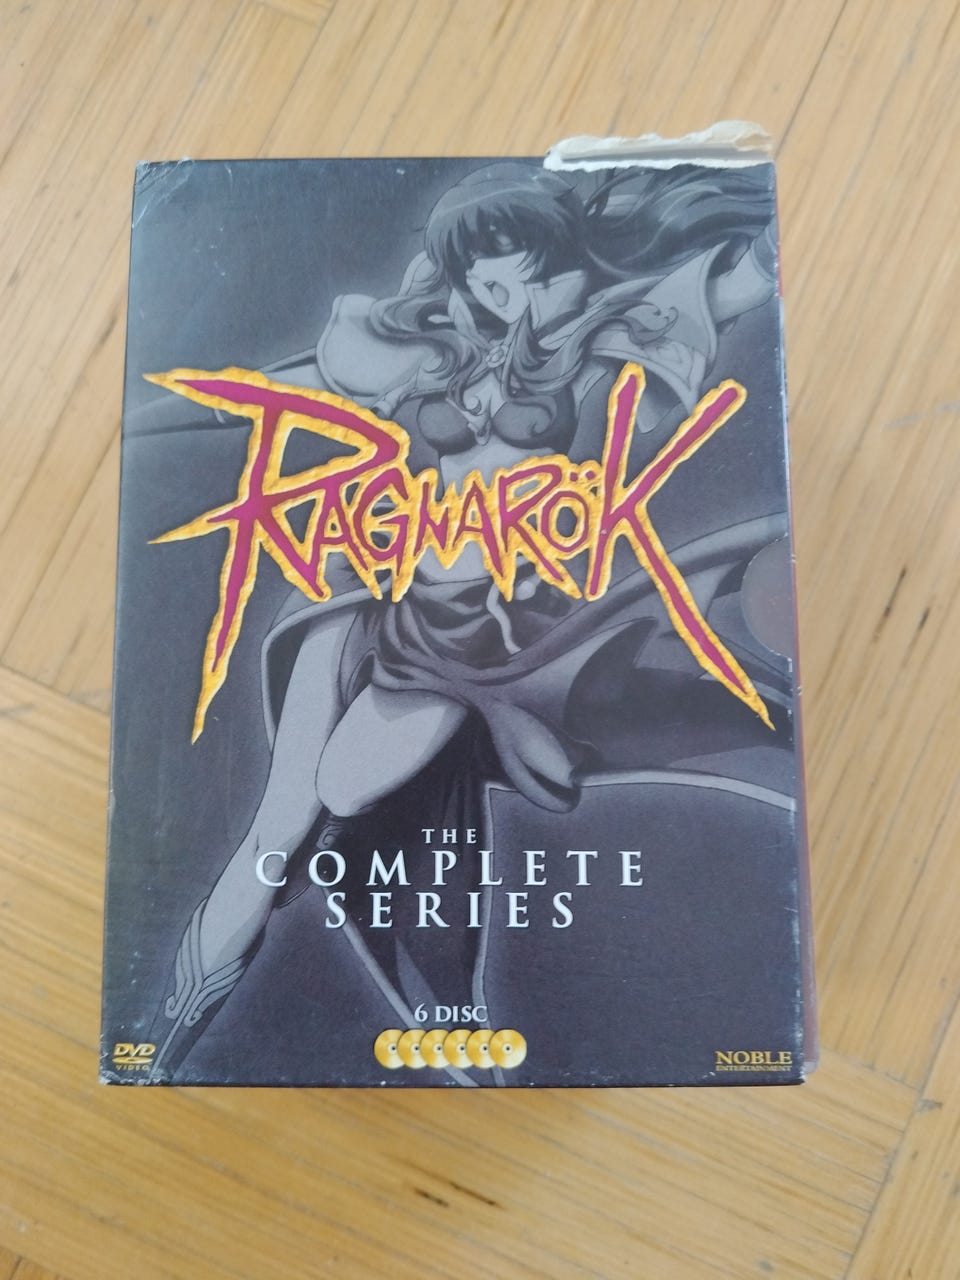 RAGNARÖK
THE
COMPLETE
SERIES
6 DISC
DVD
VIDEO
NOBLE
ENTERTAINMENT